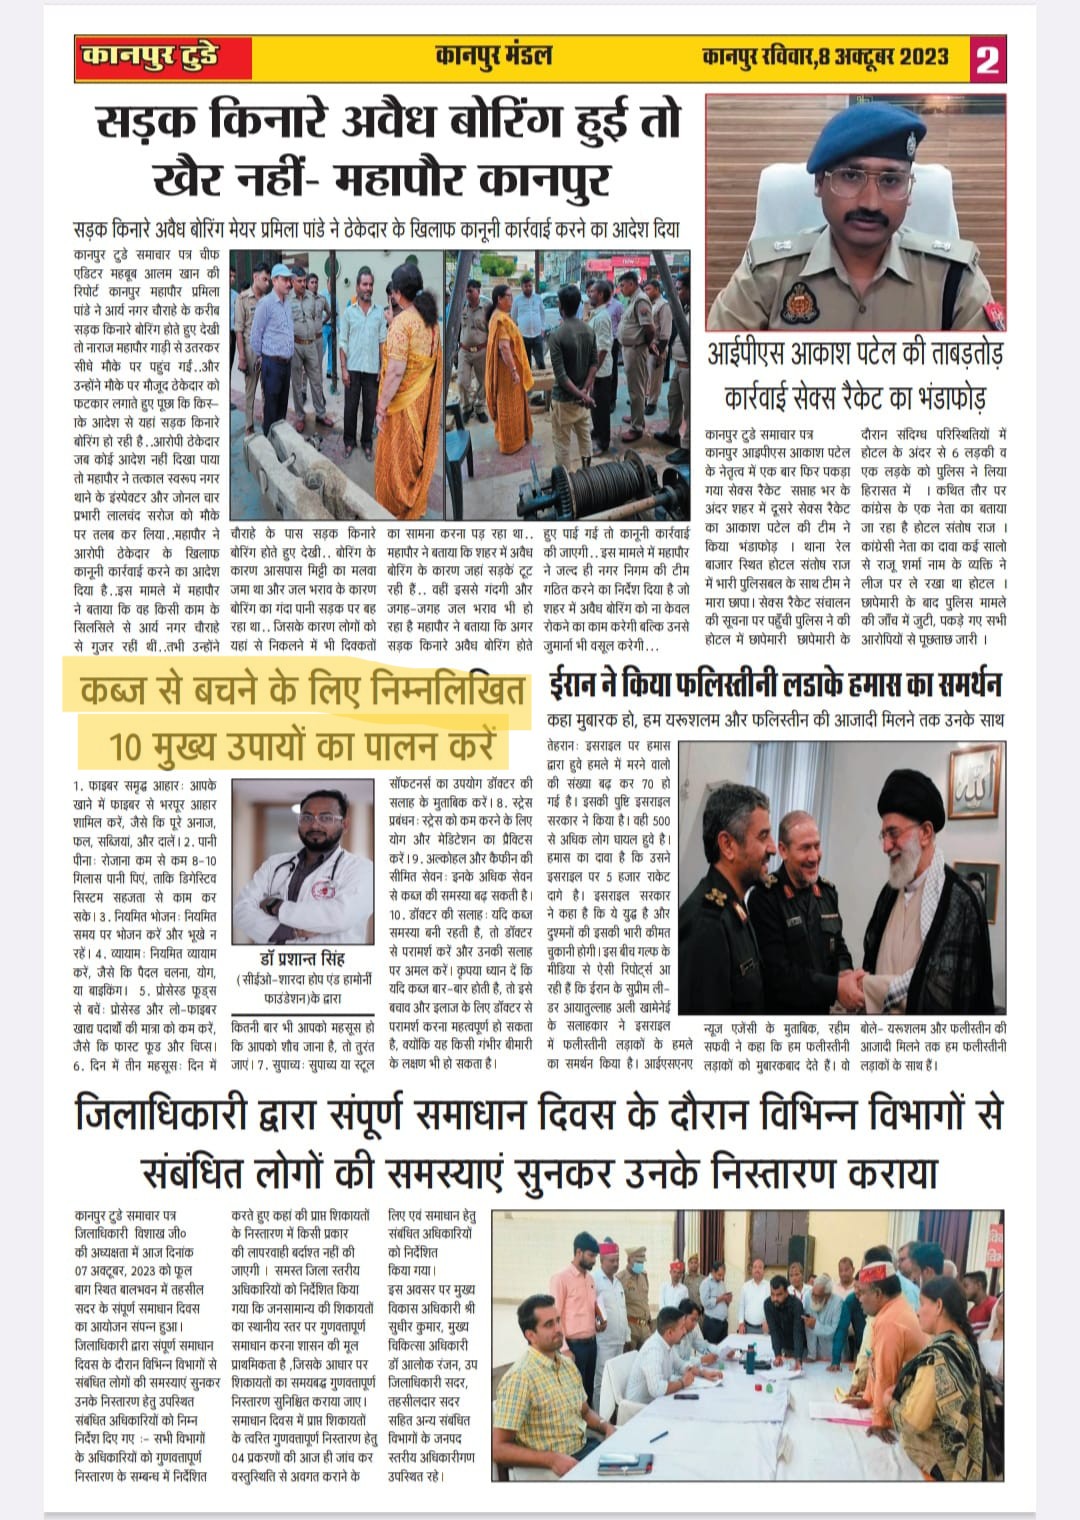 कानपुर टुडे
कानपुर मंडल
कानपुर रविवार,8 अक्टूबर 2023
2
सड़क किनारे अवैध बोरिंग हुई तो
खैर नहीं- महापौर कानपुर
सड़क किनारे अवैध बोरिंग मेयर प्रमिला पांडे ने ठेकेदार के खिलाफ कानूनी कार्रवाई करने का आदेश दिया
कानपुर टुडे समाचार पत्र चीफ
एडिटर महबूब आलम खान की
रिपोर्ट कानपुर महापौर प्रमिला
पांडे ने आर्य नगर चौराहे के करीब
सड़क किनारे बोरिंग होते हुए देखी
तो नाराज महापौर गाड़ी से उतरकर
सीधे मौके पर पहुंच गईं..और
उन्होंने मौके पर मौजूद ठेकेदार को
फटकार लगाते हुए पूछा कि किस-
के आदेश से यहां सड़क किनारे
बोरिंग हो रही है..आरोपी ठेकेदार
जब कोई आदेश नही दिखा पाया
तो महापौर ने तत्काल स्वरूप नगर
थाने के इंस्पेक्टर और जोनल चार
प्रभारी लालचंद सरोज को मौके
पर तलब कर लिया..महापौर ने
आरोपी ठेकेदार के खिलाफ
कानूनी कार्रवाई करने का आदेश
दिया है..इस मामले में महापौर
ने बताया कि वह किसी काम के
सिलसिले से आर्य नगर चौराहे
से गुजर रहीं थीं..तभी उन्होंने
चौराहे के पास सड़क किनारे
बोरिंग होते हुए देखी.. बोरिंग के
कारण आसपास मिट्टी का मलवा
जमा था और जल भराव के कारण
बोरिंग का गंदा पानी सड़क पर बह
रहा था.. जिसके कारण लोगों को
यहां से निकलने में भी दिक्कतों
का सामना करना पड़ रहा था..
महापौर ने बताया कि शहर में अवैध
बोरिंग के कारण जहां सड़कें टूट
रही हैं.. वहीं इससे गंदगी और
जगह-जगह जल भराव भी हो
रहा है महापौर ने बताया कि अगर
सड़क किनारे अवैध बोरिंग होते
हुए पाई गई तो कानूनी कार्रवाई
की जाएगी..इस मामले में महापौर
ने जल्द ही नगर निगम की टीम
गठित करने का निर्देश दिया है जो
शहर में अवैध बोरिंग को ना केवल
रोकने का काम करेगी बल्कि उनसे
जुमार्ना भी वसूल करेगी...
आईपीएस आकाश पटेल की ताबड़तोड़
कार्रवाई सेक्स रैकेट का भंडाफोड़
कानपुर टुडे समाचार पत्र
कानपुर आइपीएस आकाश पटेल
के नेतृत्व में एक बार फिर पकड़ा
गया सेक्स रैकेट सप्ताह भर के
अंदर शहर में दूसरे सेक्स रैकेट
का आकाश पटेल की टीम ने
किया भंडाफोड़ । थाना रेल
बाजार स्थित होटल संतोष राज
में भारी पुलिसबल के साथ टीम ने
मारा छापा। सेक्स रैकेट संचालन
की सूचना पर पहुँची पुलिस ने की
होटल में छापेमारी छापेमारी के
दौरान संदिग्ध परिस्थितियों में
होटल के अंदर से 6 लड़की व
एक लड़के को पुलिस ने लिया
हिरासत में । कथित तौर पर
कांग्रेस के एक नेता का बताया
जा रहा है होटल संतोष राज ।
कांग्रेसी नेता का दावा कई सालो
से राजू शर्मा नाम के व्यक्ति ने
लीज पर ले रखा था होटल ।
छापेमारी के बाद पुलिस मामले
की जाँच में जुटी, पकड़े गए सभी
आरोपियों से पूछताछ जारी ।
कब्ज से बचने के लिए निम्नलिखित
10 मुख्य उपायों का पालन करें
1. फाइबर समृद्ध आहारः आपके
खाने में फाइबर से भरपूर आहार
शामिल करें, जैसे कि पूरे अनाज,
फल, सब्जियां, और दालें। 2. पानी
पीनाः रोजाना कम से कम 8-10
गिलास पानी पिएं, ताकि डिगेस्टिव
सिस्टम सहजता से काम कर
सके। 3. नियमित भोजनः नियमित
समय पर भोजन करें और भूखे न
रहें। 4. व्यायामः नियमित व्यायाम
करें, जैसे कि पैदल चलना, योग,
या बाइकिंग। 5. प्रोसेस्ड फूड्स
से बचेंः प्रोसेस्ड और लो-फाइबर
खाद्य पदार्थों की मात्रा को कम करें,
जैसे कि फास्ट फूड और चिप्स।
6. दिन में तीन महसूसः दिन में
डॉ प्रशान्त सिंह
(सीईओ-शारदा होप एंड हामोर्नी
फाउंडेशन)के द्वारा
कितनी बार भी आपको महसूस हो
कि आपको शौच जाना है, तो तुरंत
जाएं। 7. सुपाच्यः सुपाच्य या स्टूल
सॉफटनर्स का उपयोग डॉक्टर की
सलाह के मुताबिक करें। 8. स्ट्रेस
प्रबंधनः स्ट्रेस को कम करने के लिए
योग और मेडिटेशन का प्रैक्टिस
करें। 9. अल्कोहल और कैफीन की
सीमित सेवनः इनके अधिक सेवन
से कब्ज की समस्या बढ़ सकती है।
10. डॉक्टर की सलाहः यदि कब्ज
समस्या बनी रहती है, तो डॉक्टर
से परामर्श करें और उनकी सलाह
पर अमल करें। कृपया ध्यान दें कि
यदि कब्ज बार-बार होती है, तो इसे
बचाव और इलाज के लिए डॉक्टर से
परामर्श करना महत्वपूर्ण हो सकता
है, क्योंकि यह किसी गंभीर बीमारी
के लक्षण भी हो सकता है।
ईरान ने किया फलिस्तीनी लडाके हमास का समर्थन
कहा मुबारक हो, हम यरूशलम और फलिस्तीन की आजादी मिलने तक उनके साथ
तेहरानः इसराइल पर हमास
द्वारा हुवे हमले में मरने वालो
की संख्या बढ़ कर 70 हो
गई है। इसकी पुष्टि इसराइल
सरकार ने किया है। वही 500
से अधिक लोग घायल हुवे है।
हमास का दावा है कि उसने
इसराइल पर 5 हजार राकेट
दागे है। इसराइल सरकार
ने कहा है कि ये युद्ध है और
दुश्मनों की इसकी भारी कीमत
चुकानी होगी। इस बीच गल्फ के
मीडिया से ऐसी रिपोर्ट्स आ
रही हैं कि ईरान के सुप्रीम ली-
डर आयातुल्लाह अली खामेनेई
के सलाहकार ने इसराइल
में फलीस्तीनी लड़ाकों के हमले
का समर्थन किया है। आईएसएनए
न्यूज एजेंसी के मुताबिक, रहीम
सफवी ने कहा कि हम फलीस्तीनी
लड़ाकों को मुबारकबाद देते हैं। वो
बोले- यरूशलम और फलीस्तीन की
आजादी मिलने तक हम फलीस्तीनी
लड़ाकों के साथ हैं।
الله
जिलाधिकारी द्वारा संपूर्ण समाधान दिवस के दौरान विभिन्न विभागों से
संबंधित लोगों की समस्याएं सुनकर उनके निस्तारण कराया
कानपुर टुडे समाचार पत्र
जिलाधिकारी विशाख जी०
की अध्यक्षता में आज दिनांक
07 अक्टूबर, 2023 को फूल
बाग स्थित बालभवन में तहसील
सदर के संपूर्ण समाधान दिवस
का आयोजन संपन्न हुआ।
जिलाधिकारी द्वारा संपूर्ण समाधान
दिवस के दौरान विभिन्न विभागों से
संबंधित लोगों की समस्याएं सुनकर
उनके निस्तारण हेतु उपस्थित
संबंधित अधिकारियों को निम्न
निर्देश दिए गए :- सभी विभागों
के अधिकारियों को गुणवत्तापूर्ण
निस्तारण के सम्बन्ध में निर्देशित
करते हुए कहां की प्राप्त शिकायतों
के निस्तारण में किसी प्रकार
की लापरवाही बर्दाश्त नही की
जाएगी । समस्त जिला स्तरीय
अधिकारियों को निर्देशित किया
गया कि जनसामान्य की शिकायतों
का स्थानीय स्तर पर गुणवत्तापूर्ण
समाधान करना शासन की मूल
प्राथमिकता है ,जिसके आधार पर
शिकायतों का समयबद्ध गुणवत्तापूर्ण
निस्तारण सुनिश्चित कराया जाए।
समाधान दिवस में प्राप्त शिकायतों
के त्वरित गुणवत्तापूर्ण निस्तारण हेतु
04 प्रकरणों की आज ही जांच कर
वस्तुस्थिति से अवगत कराने के
लिए एवं समाधान हेतु
संबंधित अधिकारियों
को निर्देशित
किया गया।
इस अवसर पर मुख्य
विकास अधिकारी श्री
सुधीर कुमार, मुख्य
चिकित्सा अधिकारी
डॉ आलोक रंजन, उप
जिलाधिकारी सदर,
तहसीलदार सदर
सहित अन्य संबंधित
विभागों के जनपद
स्तरीय अधिकारीगण
उपस्थित रहे।